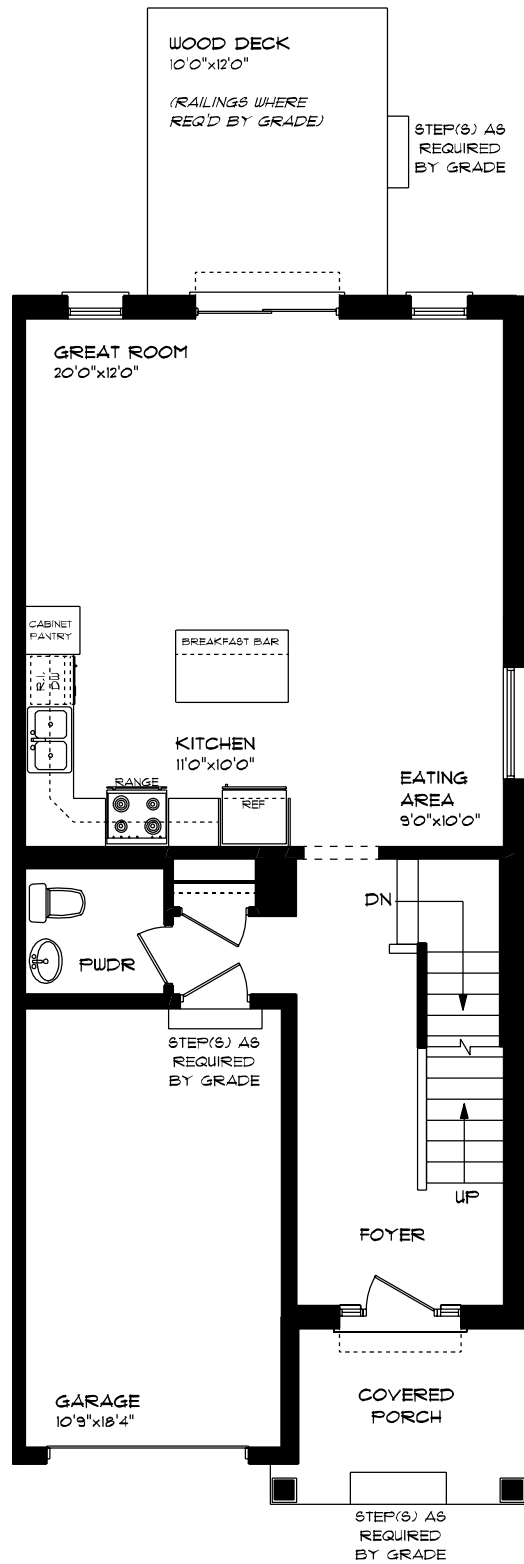 WOOD DECK
10'0"x12'0"
(RAILINGS WHERE
REQ'D BY GRADE)
STEP(S) AS
REQUIRED
BY GRADE
GREAT ROOM
20'0"x12'0"
CABINET
PANTRY
R.I.
DW
BREAKFAST BAR
KITCHEN
11'0"x10'0"
RANGE
REF
EATING
AREA
9'0"x10'0"
DN
PWDR
STEP(S) AS
REQUIRED
BY GRADE
UP
FOYER
GARAGE
10'9"x18'4"
COVERED
PORCH
STEP(S) AS
REQUIRED
BY GRADE